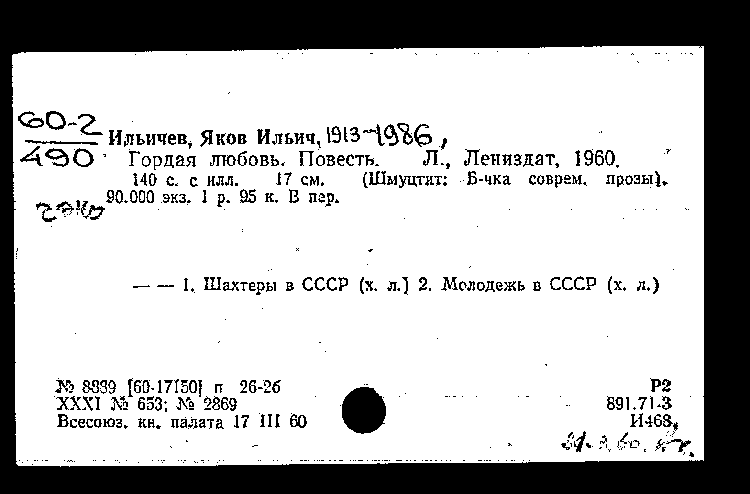 60-2
490
Ильичев, Яков Ильич, 1913-1986,
Гордая любовь. Повесть. Л., Лениздат, 1960.
140 с. с илл. 17 см. (Шмуцтит: Б-чка соврем. прозы).
90.000 экз. 1 р. 95 к. В пер.
— — 1. Шахтеры в СССР (х. л.) 2. Молодежь в СССР (х. л.)
№ 8839 [60-17150] п 26-26
Р2
XXXI № 653; № 2869
891.71-3
Всесоюз. кн. палата 17 III 60
И468